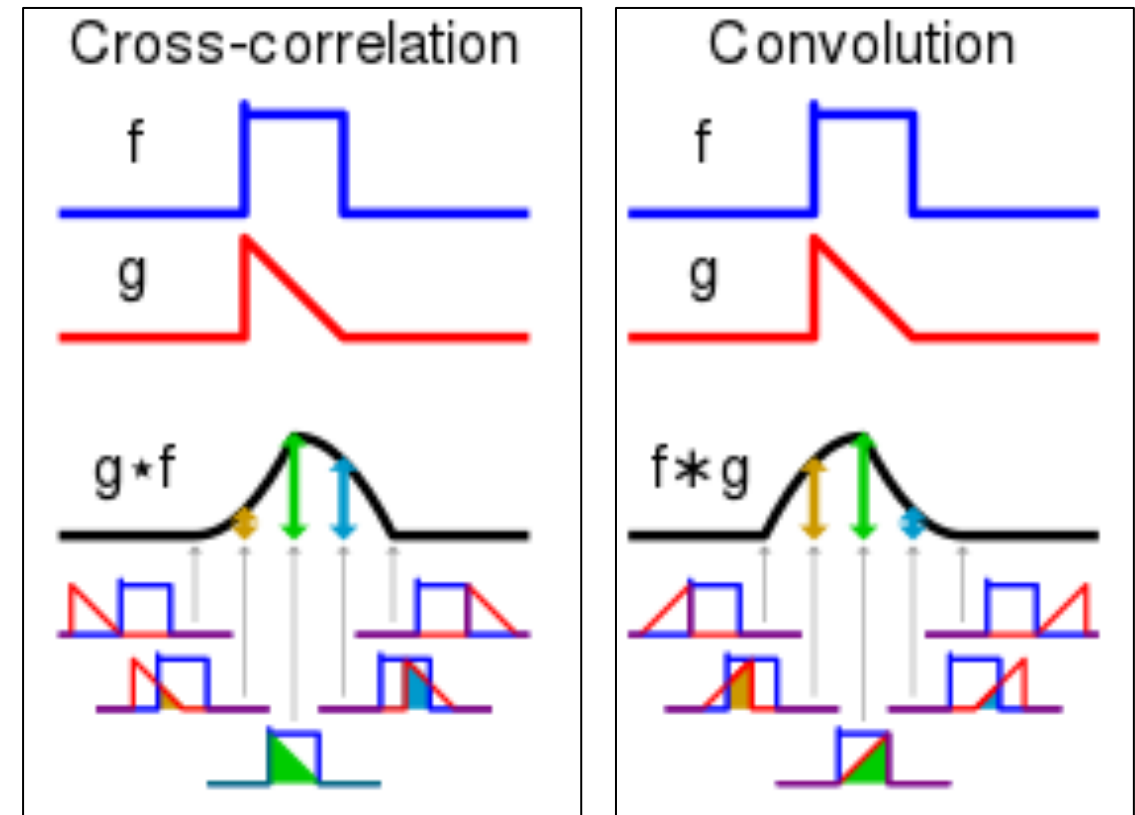 Cross-correlation
f
g
g⋆f
Convolution
f
g
f∗g